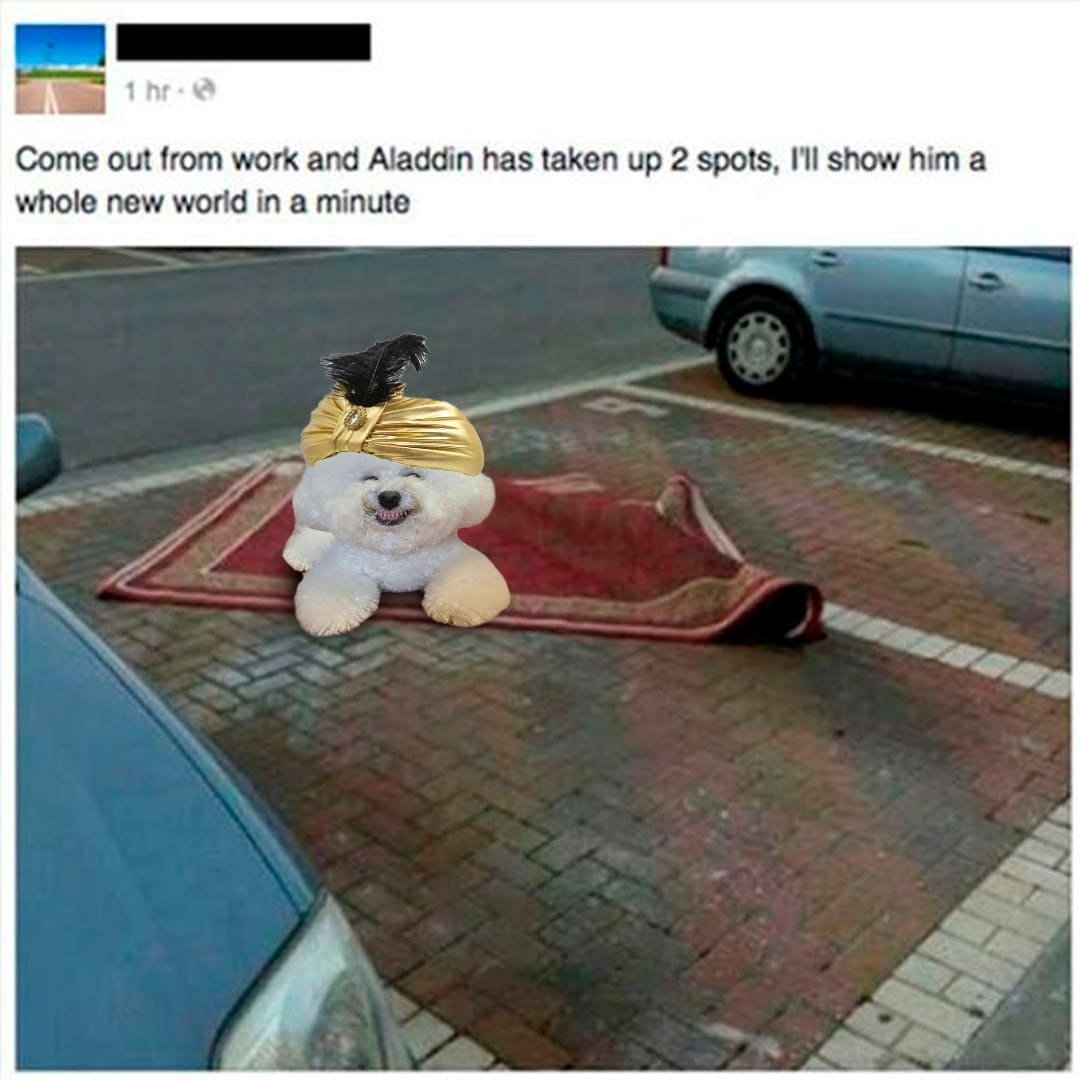 1 hr ·
Come out from work and Aladdin has taken up 2 spots, I'll show him a
whole new world in a minute